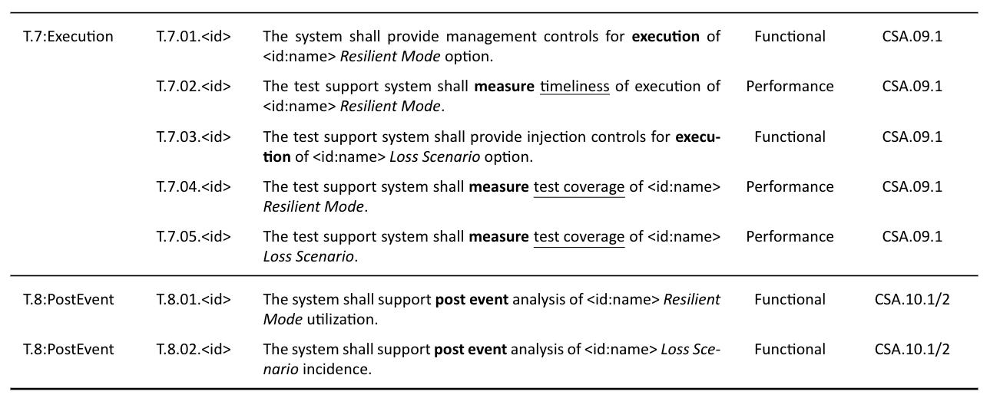 T.7:Execution T.7.01.<id> The system shall provide management controls for execution of Functional CSA.09.1
<id:name> Resilient Mode option.
T.7.02.<id> The test support system shall measure timeliness of execution of Performance CSA.09.1
<id:name> Resilient Mode.
T.7.03.<id> The test support system shall provide injection controls for execu- Functional CSA.09.1
tion of <id:name> Loss Scenario option.
T.7.04.<id> The test support system shall measure test coverage of <id:name> Performance CSA.09.1
Resilient Mode.
T.7.05.<id> The test support system shall measure test coverage of <id:name> Performance CSA.09.1
Loss Scenario.
T.8:PostEvent T.8.01.<id> The system shall support post event analysis of <id:name> Resilient Functional CSA.10.1/2
Mode utilization.
T.8:PostEvent T.8.02.<id> The system shall support post event analysis of <id:name> Loss Sce- Functional CSA.10.1/2
nario incidence.